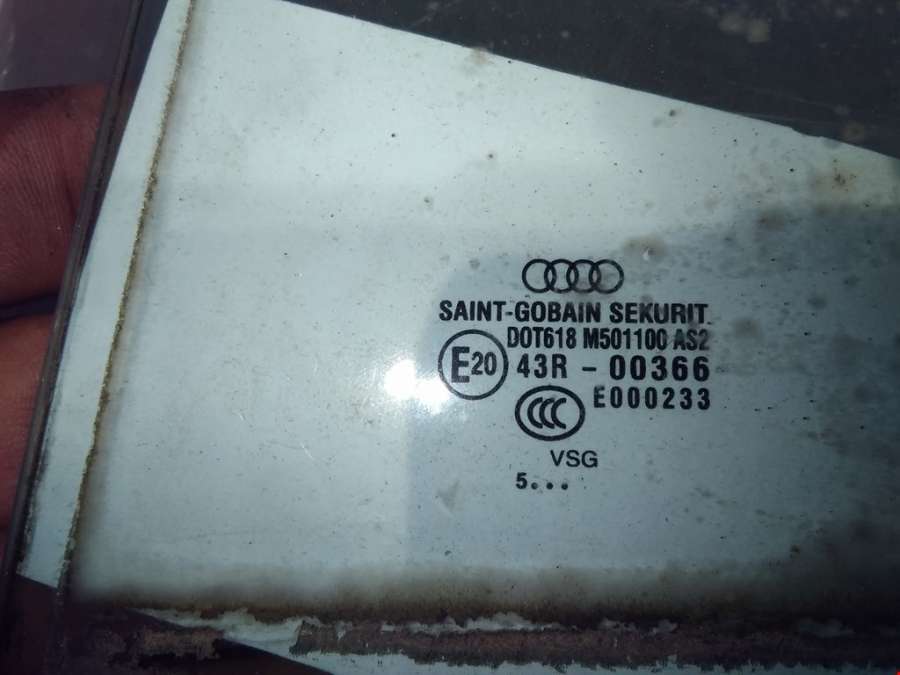 SAINT-GOBAIN SEKURIT
DOT618 M501100 AS2
E20 43R - 00366
CCC E000233
VSG
5...